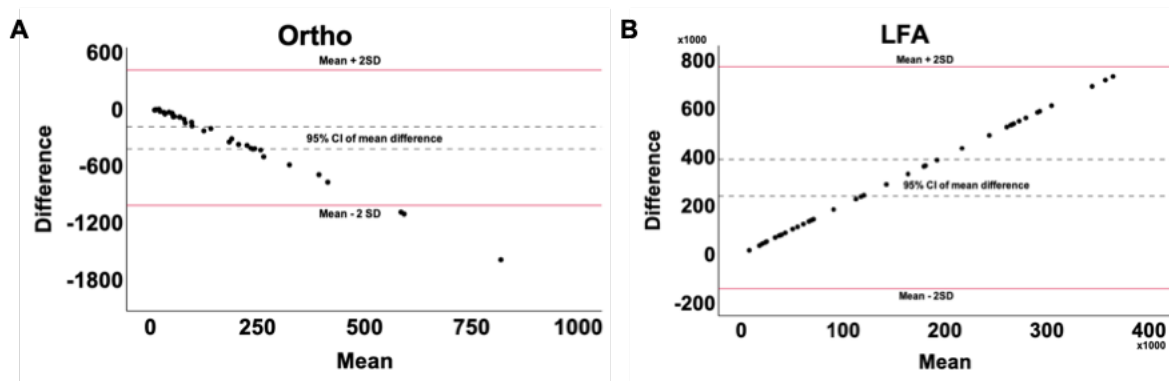 A
Ortho
600
0
-600
-1200
-1800
Difference
Mean + 2SD
95% CI of mean difference
Mean - 2 SD
0 250 500 750 1000
Mean
B
LFA
x1000
800
600
400
200
0
-200
Difference
Mean + 2SD
95% CI of mean difference
Mean - 2SD
0 100 200 300 400
x1000
Mean